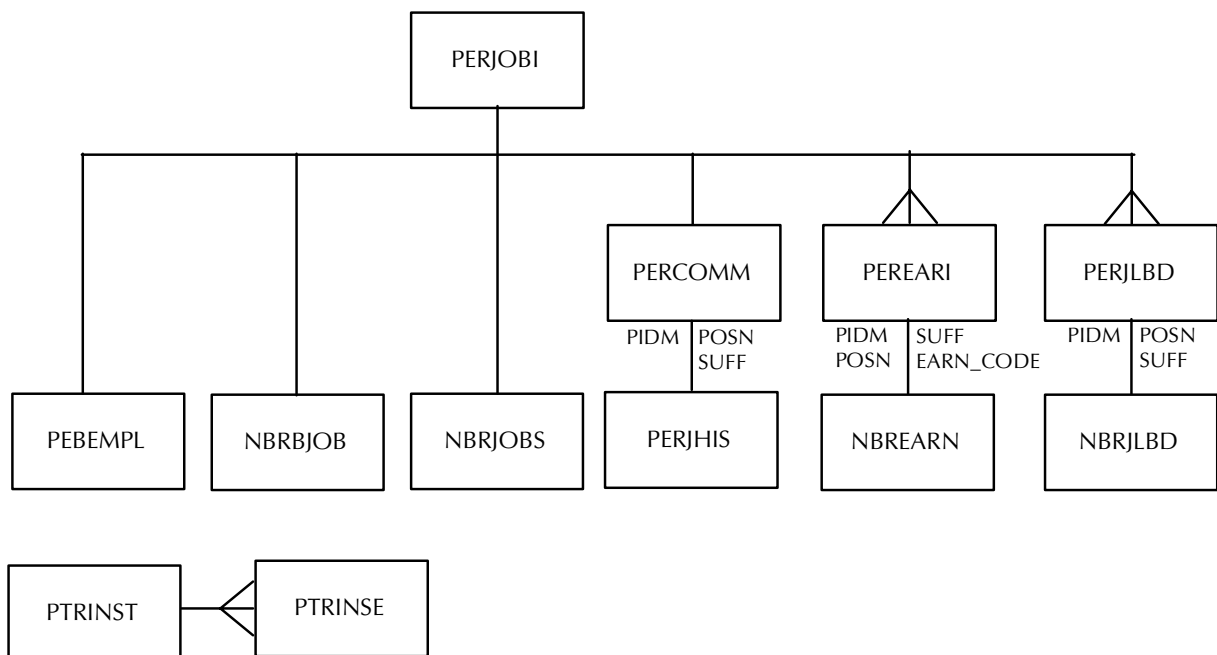 PERJOBI
PERCOMM
PEREARI
PERJLBD
PIDM
POSN
SUFF
PIDM
POSN
SUFF
EARN_CODE
PIDM
POSN
SUFF
PEBEMPL
NBRBJOB
NBRJOBS
PERJHIS
NBREARN
NBRJLBD
PTRINST
PTRINSE